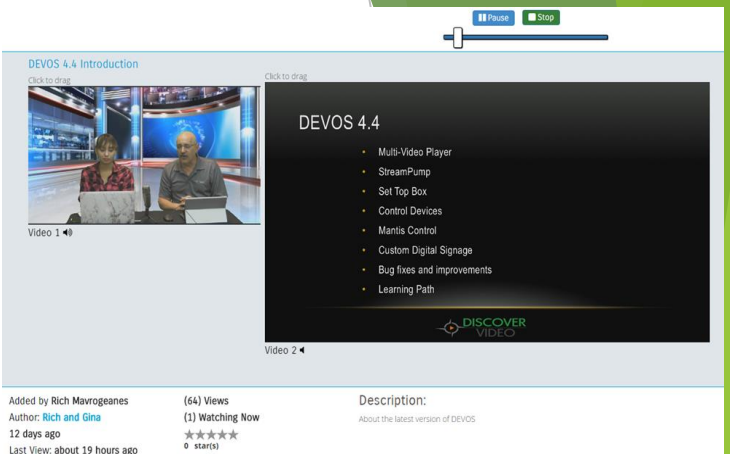 Pause Stop
DEVOS 4.4 Introduction
Click to drag
Click to drag
DEVOS 4.4
• Multi-Video Player
• StreamPump
• Set Top Box
• Control Devices
• Mantis Control
• Custom Digital Signage
• Bug fixes and improvements
• Learning Path
DISCOVER
VIDEO
Video 1
Video 2
Added by Rich Mavrogeanes
Author: Rich and Gina
12 days ago
Last View: about 19 hours ago
(64) Views
(1) Watching Now
0 star(s)
Description:
About the latest version of DEVOS